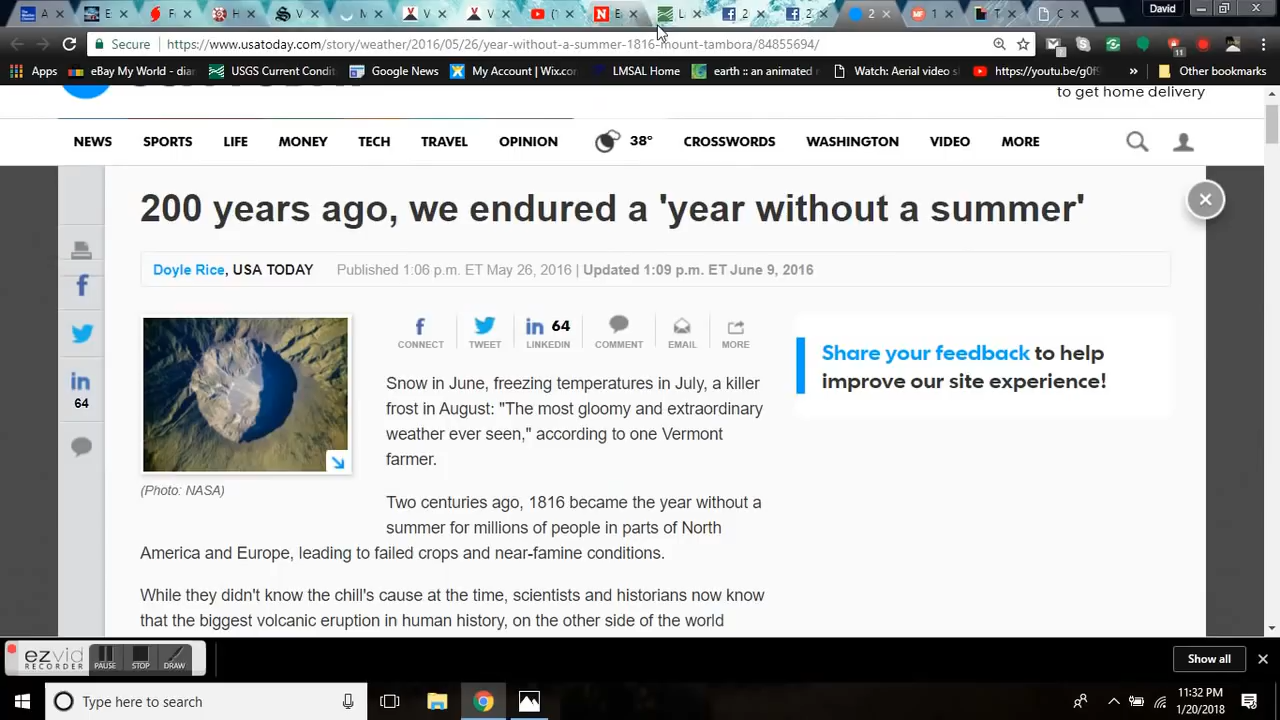 David
Secure https://www.usatoday.com/story/weather/2016/05/26/year-without-a-summer-1816-mount-tambora/84855694/
Apps eBay My World - dian USGS Current Condi Google News My Account | Wix.co LMSAL Home earth :: an animated Watch: Aerial video https://youtu.be/g0f9 » Other bookmarks
to get home delivery
NEWS SPORTS LIFE MONEY TECH TRAVEL OPINION 38° CROSSWORDS WASHINGTON VIDEO MORE
200 years ago, we endured a 'year without a summer'
Doyle Rice, USA TODAY Published 1:06 p.m. ET May 26, 2016 | Updated 1:09 p.m. ET June 9, 2016
64
CONNECT TWEET LINKEDIN COMMENT EMAIL MORE
64
Share your feedback to help
improve our site experience!
Snow in June, freezing temperatures in July, a killer
frost in August: "The most gloomy and extraordinary
weather ever seen," according to one Vermont
farmer.
(Photo: NASA)
Two centuries ago, 1816 became the year without a
summer for millions of people in parts of North
America and Europe, leading to failed crops and near-famine conditions.
While they didn't know the chill's cause at the time, scientists and historians now know
that the biggest volcanic eruption in human history, on the other side of the world
ezvid
RECORDER
PAUSE STOP DRAW
Show all
Type here to search
11:32 PM
1/20/2018